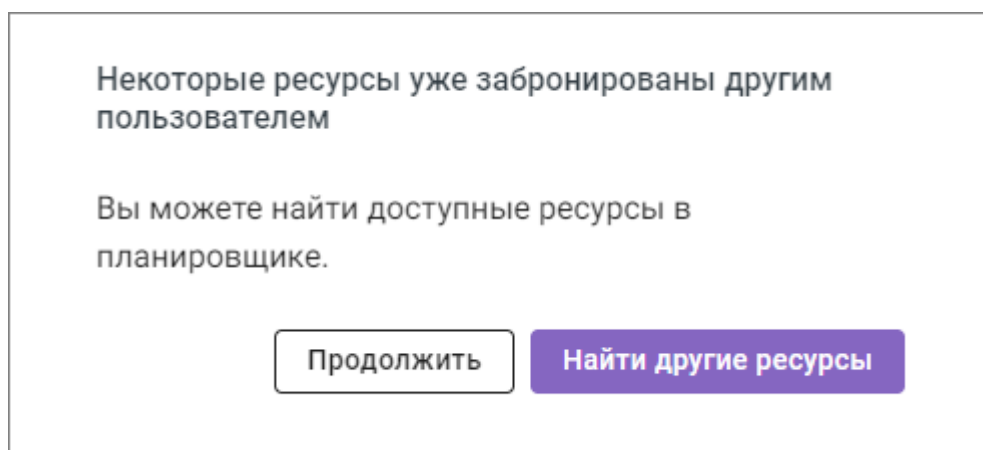 Некоторые ресурсы уже забронированы другим
пользователем
Вы можете найти доступные ресурсы в
планировщике.
Продолжить
Найти другие ресурсы